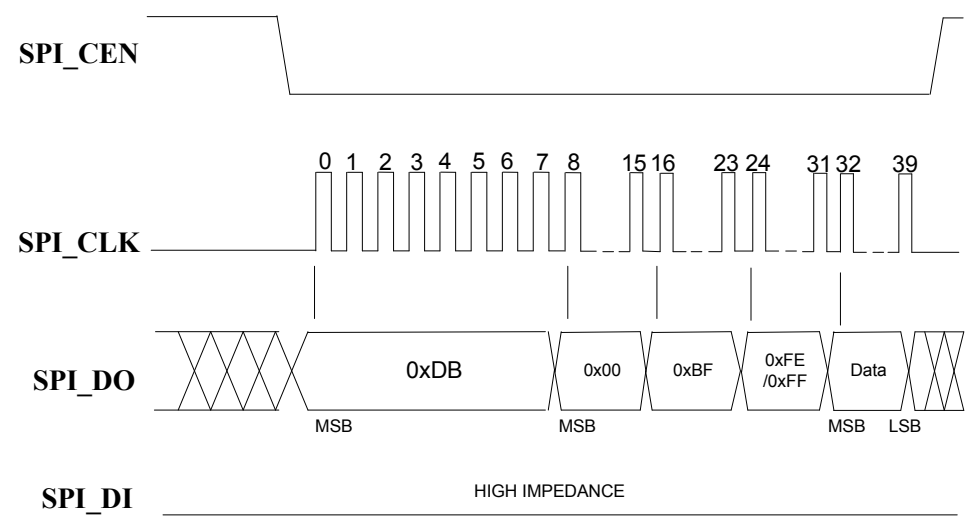 SPI_CEN
0 1 2 3 4 5 6 7 8 15 16 23 24 31 32 39
SPI_CLK
SPI_DO
0xDB
0x00
0xBF
0xFE
/0xFF
Data
MSB
MSB
MSB
LSB
SPI_DI
HIGH IMPEDANCE